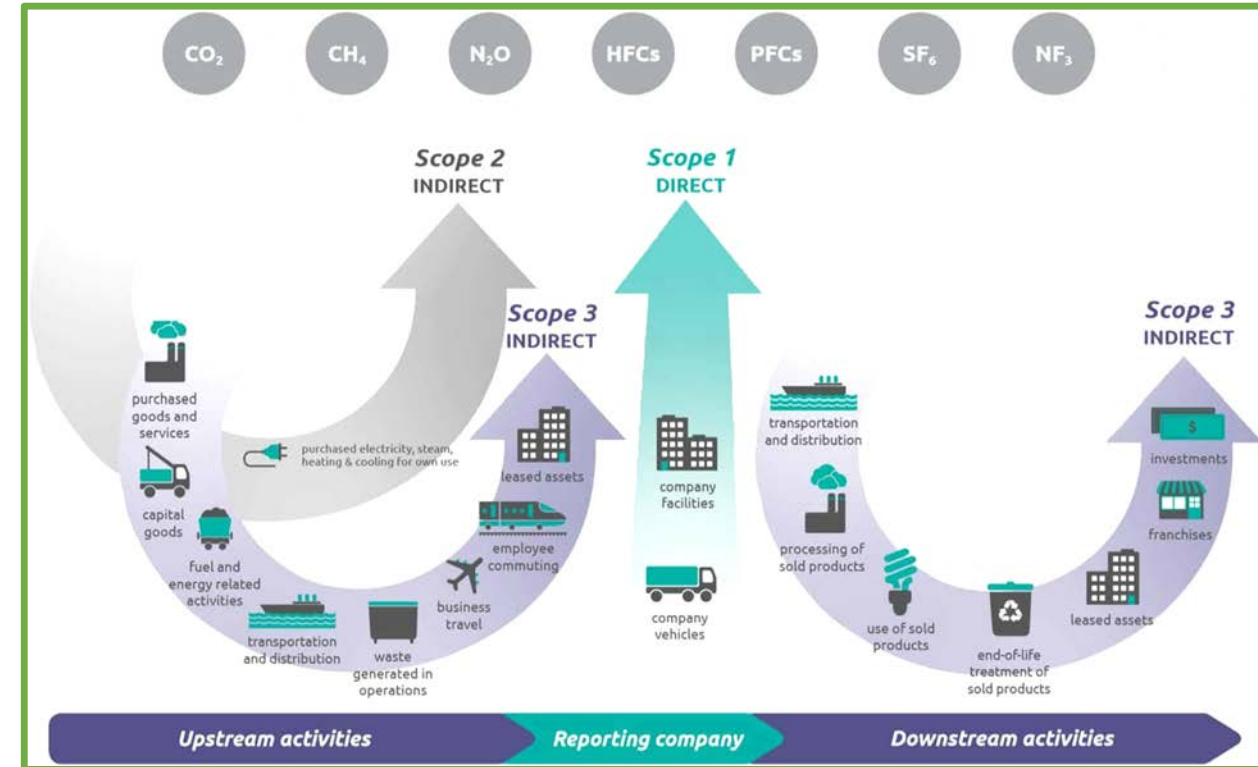 CO₂
CH₄
N₂O
HFCs
PFCs
SF₆
NF₃
Scope 2
INDIRECT
Scope 1
DIRECT
Scope 3
INDIRECT
Scope 3
INDIRECT
purchased
goods and
services
capital
goods
fuel and
energy related
activities
transportation
and distribution
waste
generated in
operations
business
travel
employee
commuting
leased assets
purchased electricity, steam,
heating & cooling for own use
company
facilities
company
vehicles
transportation
and distribution
processing of
sold products
use of sold
products
end-of-life
treatment of
sold products
leased assets
franchises
$
investments
Upstream activities
Reporting company
Downstream activities